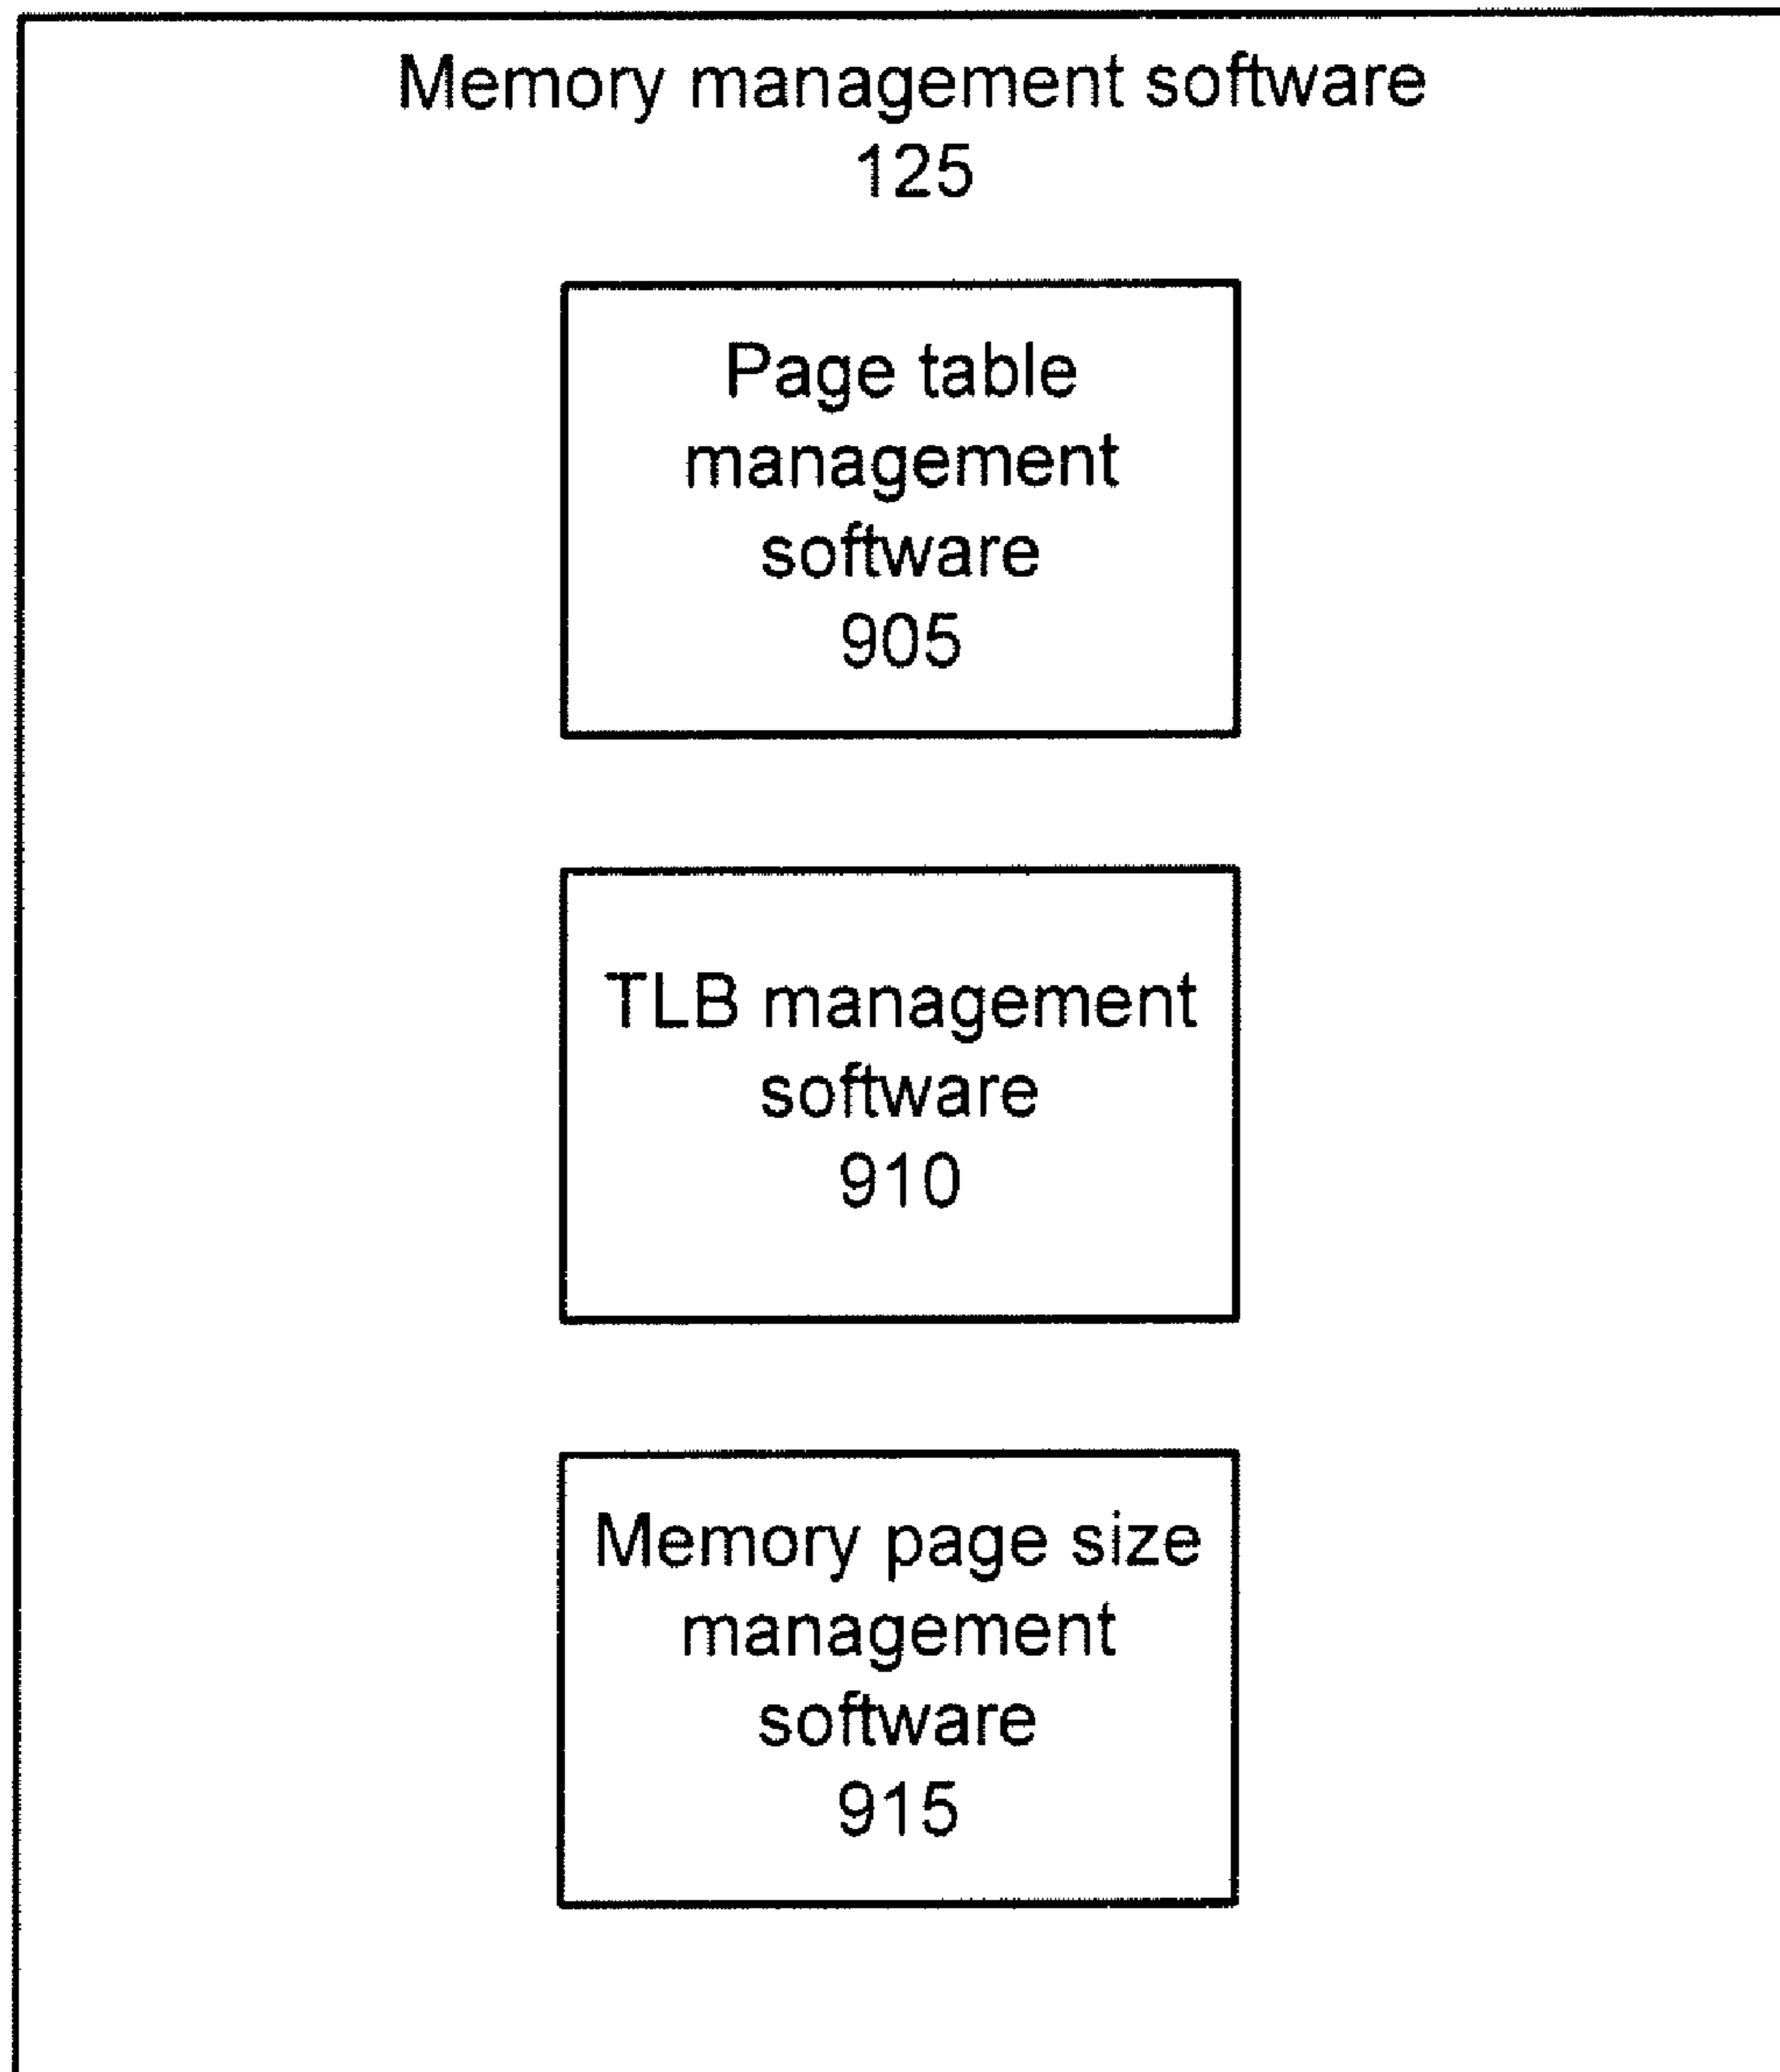 Memory management software
125
Page table
management
software
905
TLB management
software
910
Memory page size
management
software
915